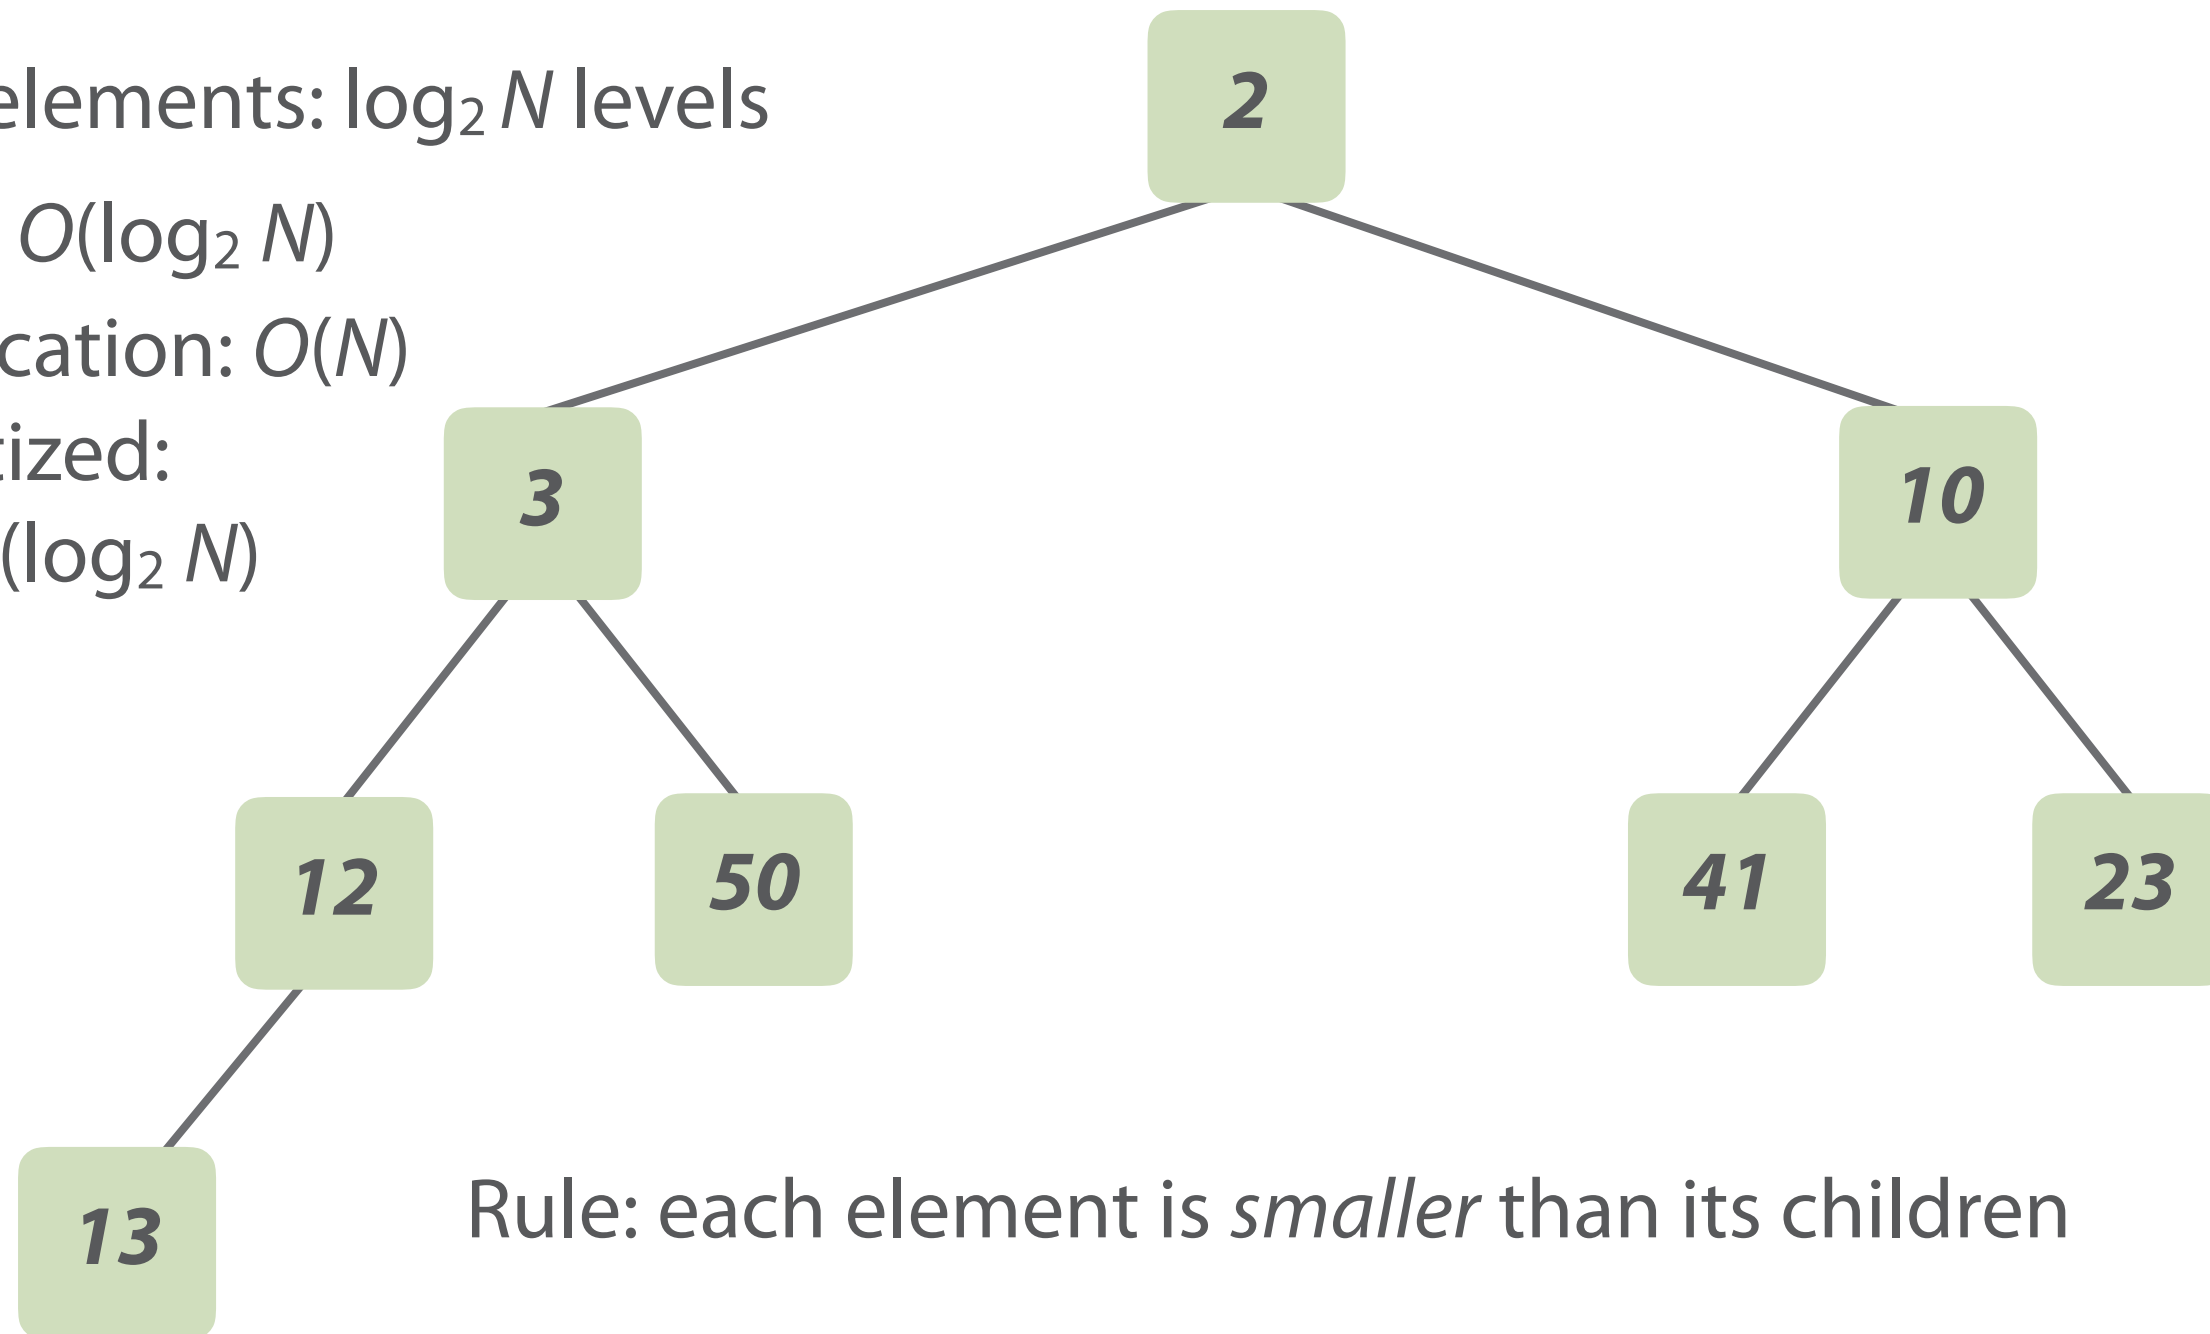 elements: log₂ N levels
O(log₂ N)
cation: O(N)
tized:
(log₂ N)
2
3
10
12
50
41
23
13
Rule: each element is smaller than its children